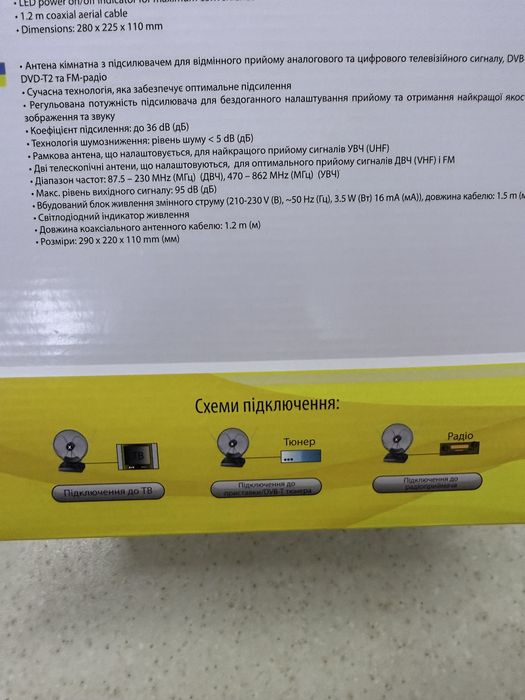 • LED power on/off indicator for maximum
• 1.2 m coaxial aerial cable
• Dimensions: 280 x 225 x 110 mm
• Антена кімнатна з підсилювачем для відмінного прийому аналогового та цифрового телевізійного сигналу, DVB
DVD-T2 та FM-радіо
• Сучасна технологія, яка забезпечує оптимальне підсилення
• Регульована потужність підсилювача для бездоганного налаштування прийому та отримання найкращої якос
зображення та звуку
• Коефіцієнт підсилення: до 36 dB (дБ)
• Технологія шумозниження: рівень шуму < 5 dB (дБ)
• Рамкова антена, що налаштовується, для найкращого прийому сигналів УВЧ (UHF)
• Дві телескопічні антени, що налаштовуються, для оптимального прийому сигналів ДВЧ (VHF) і FM
• Діапазон частот: 87.5 – 230 MHz (МГц) (ДВЧ), 470 – 862 MHz (МГц) (УВЧ)
• Макс. рівень вихідного сигналу: 95 dB (дБ)
• Вбудований блок живлення змінного струму (210-230 V (В), ~50 Hz (Гц), 3.5 W (Вт) 16 mA (мА)), довжина кабелю: 1.5 m (м
• Світлодіодний індикатор живлення
• Довжина коаксіального антенного кабелю: 1.2 m (м)
• Розміри: 290 x 220 x 110 mm (мм)
Схеми підключення:
ТВ
Тюнер
Радіо
Підключення до ТВ
Підключення до
приставки/DVB-T тюнера
Підключення до
радіоприймача